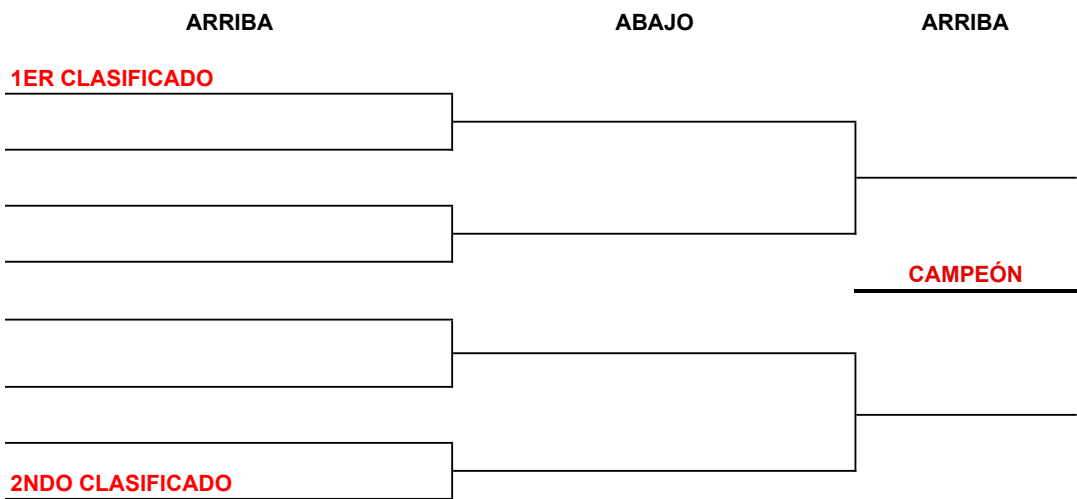 ARRIBA ABAJO ARRIBA
1ER CLASIFICADO
CAMPEÓN
2NDO CLASIFICADO